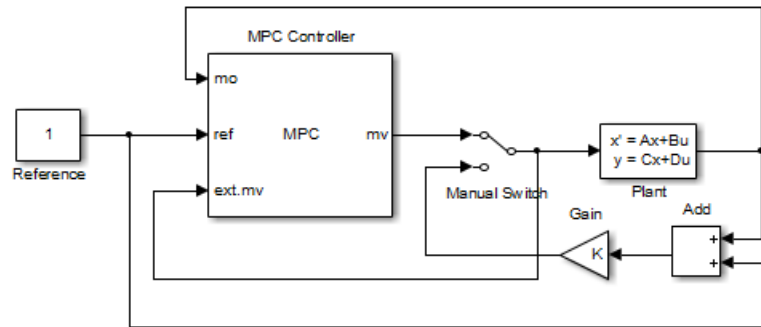 MPC Controller
mo
1
ref
MPC
mv
x' = Ax+Bu
y = Cx+Du
Reference
ext.mv
Manual Switch
Plant
Gain
Add
K
+
+